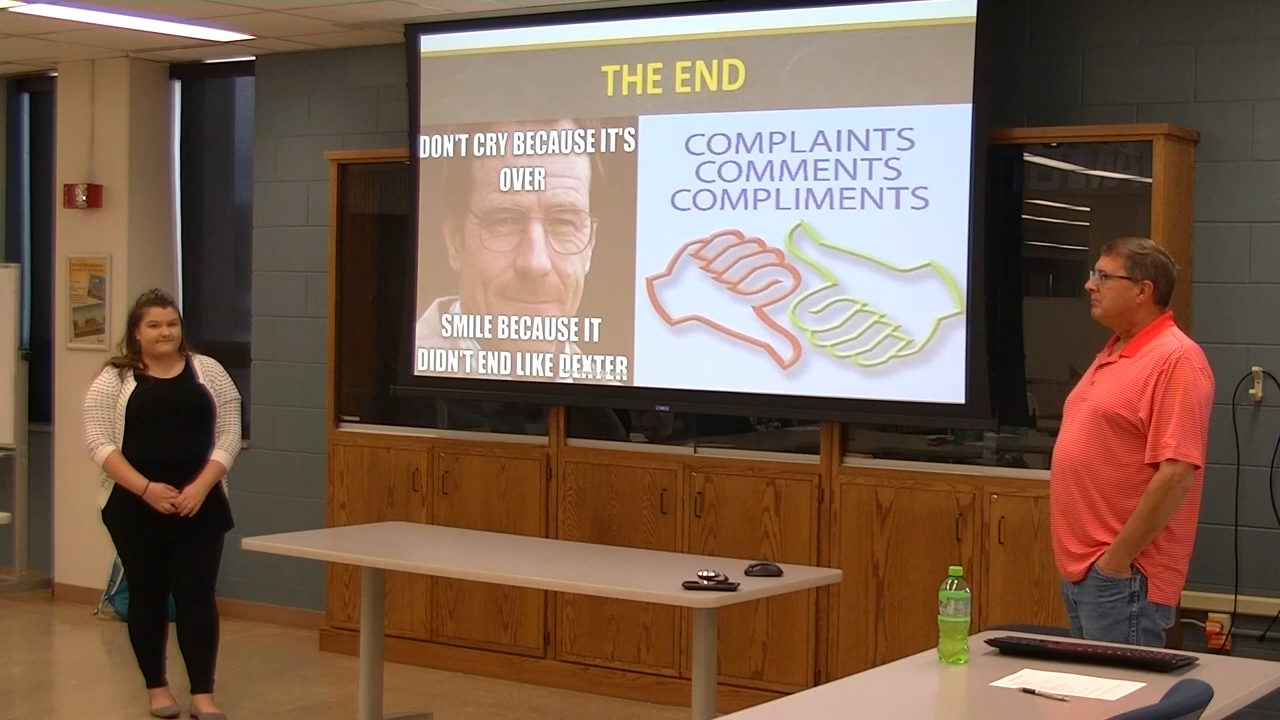 THE END
DON'T CRY BECAUSE IT'S
OVER
SMILE BECAUSE IT
DIDN'T END LIKE DEXTER
COMPLAINTS
COMMENTS
COMPLIMENTS